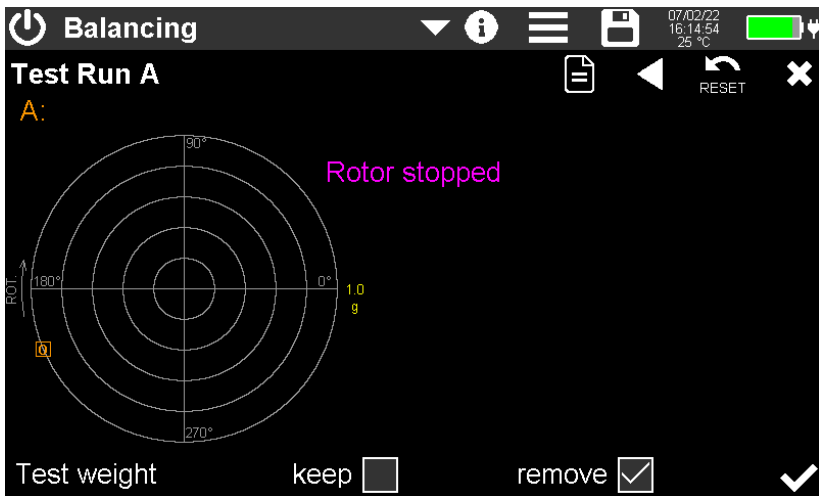 Balancing
07/02/22
16:14:54
25 °C
Test Run A
RESET
A:
90°
Rotor stopped
ROT.
180°
0°
1.0
g
270°
Test weight
keep
remove